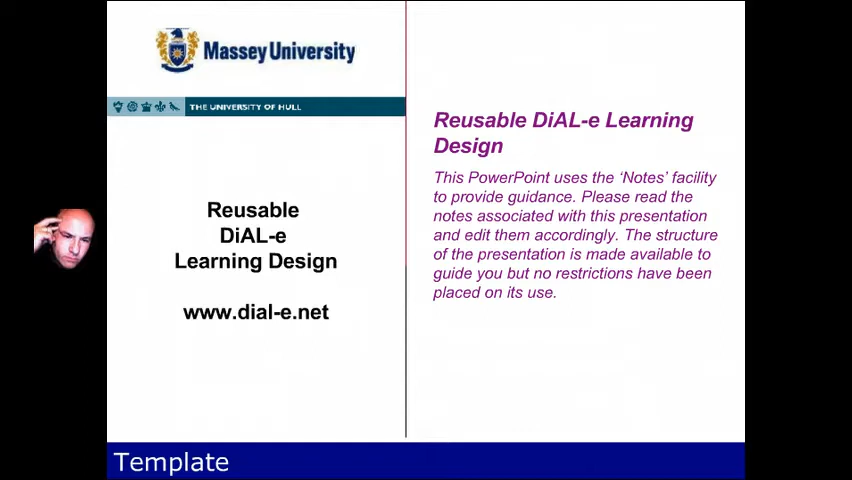 Massey University
THE UNIVERSITY OF HULL
Reusable
DiAL-e
Learning Design
www.dial-e.net
Reusable DiAL-e Learning
Design
This PowerPoint uses the ‘Notes’ facility
to provide guidance. Please read the
notes associated with this presentation
and edit them accordingly. The structure
of the presentation is made available to
guide you but no restrictions have been
placed on its use.
Template